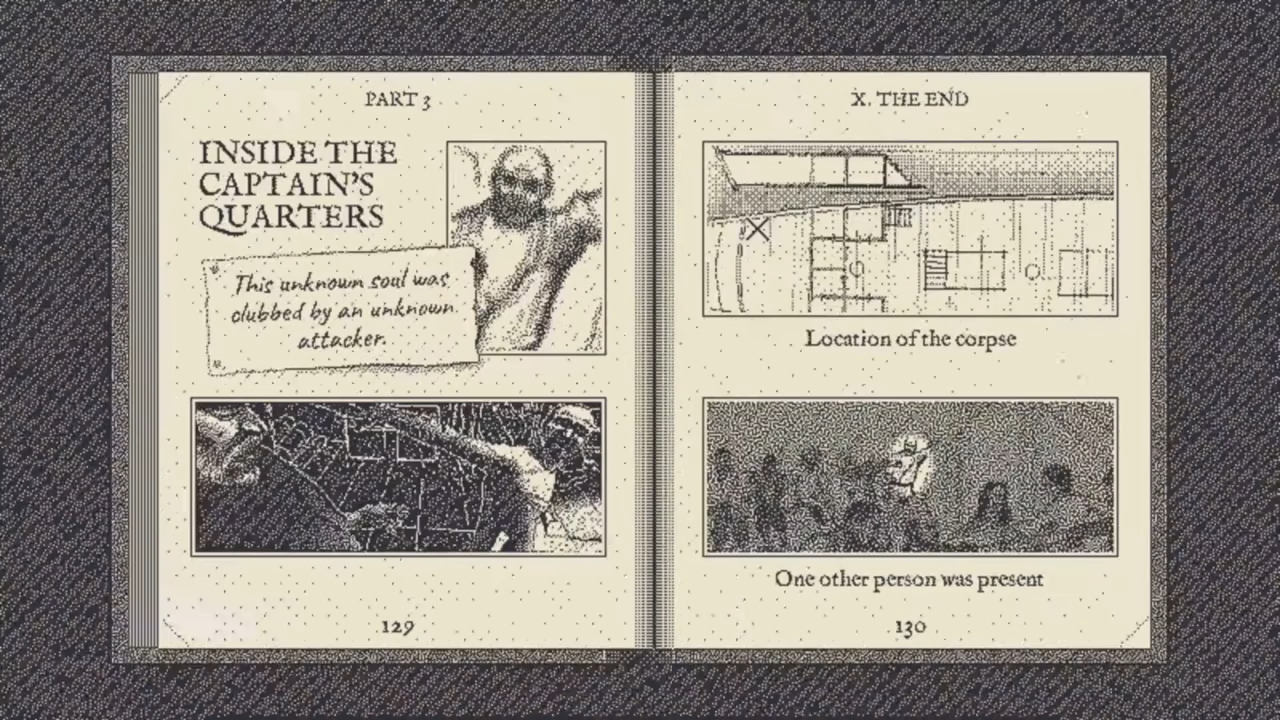 PART 3
INSIDE THE
CAPTAIN'S
QUARTERS
This unknown soul was
clubbed by an unknown
attacker.
129
X. THE END
Location of the corpse
One other person was present
130